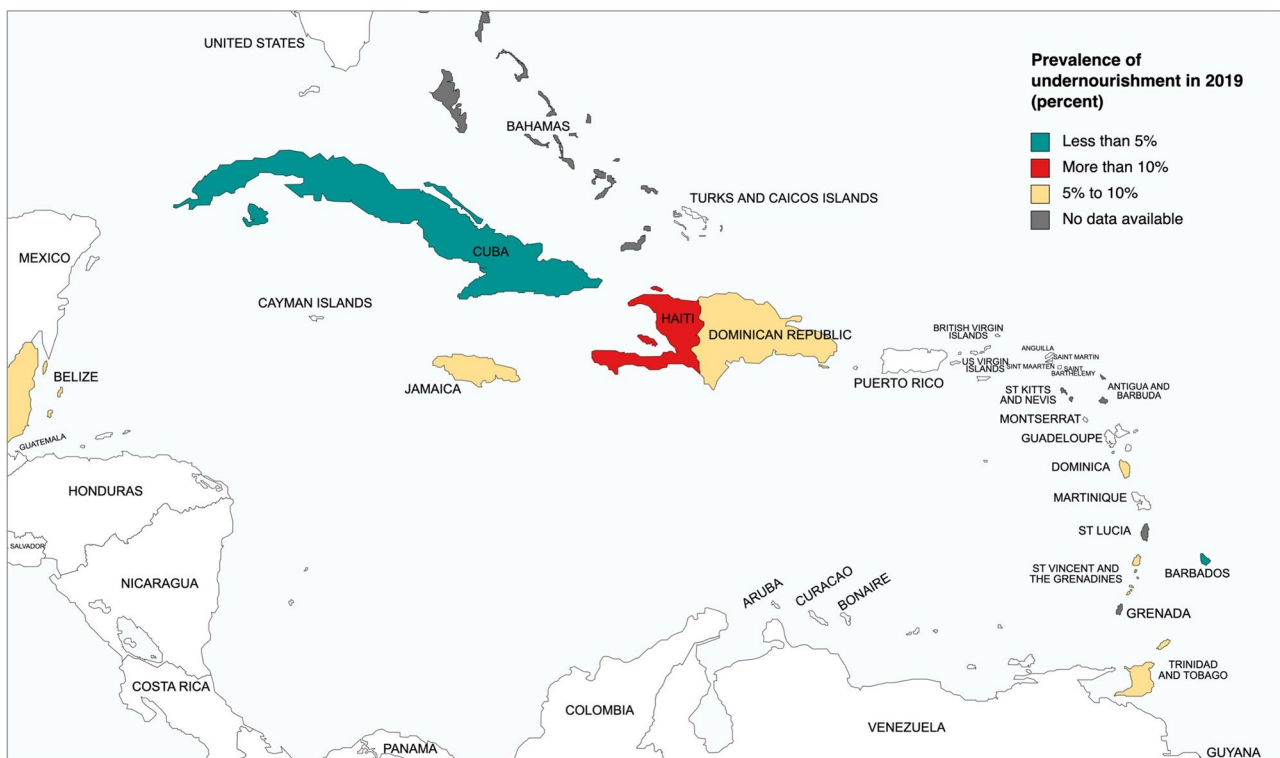 Prevalence of
undernourishment in 2019
(percent)
Less than 5%
More than 10%
5% to 10%
No data available
UNITED STATES
BAHAMAS
TURKS AND CAICOS ISLANDS
CUBA
MEXICO
CAYMAN ISLANDS
HAITI
DOMINICAN REPUBLIC
JAMAICA
BELIZE
PUERTO RICO
BRITISH VIRGIN
ISLANDS
US VIRGIN
ISLANDS
ANGUILLA
SAINT MARTIN
SINT MAARTEN
SAINT
BARTHELEMY
ST KITTS
AND NEVIS
ANTIGUA AND
BARBUDA
MONTSERRAT
GUADELOUPE
DOMINICA
MARTINIQUE
ST LUCIA
ST VINCENT AND
THE GRENADINES
BARBADOS
GRENADA
TRINIDAD
AND TOBAGO
GUATEMALA
HONDURAS
SALVADOR
NICARAGUA
COSTA RICA
PANAMA
ARUBA
CURACAO
BONAIRE
COLOMBIA
VENEZUELA
GUYANA